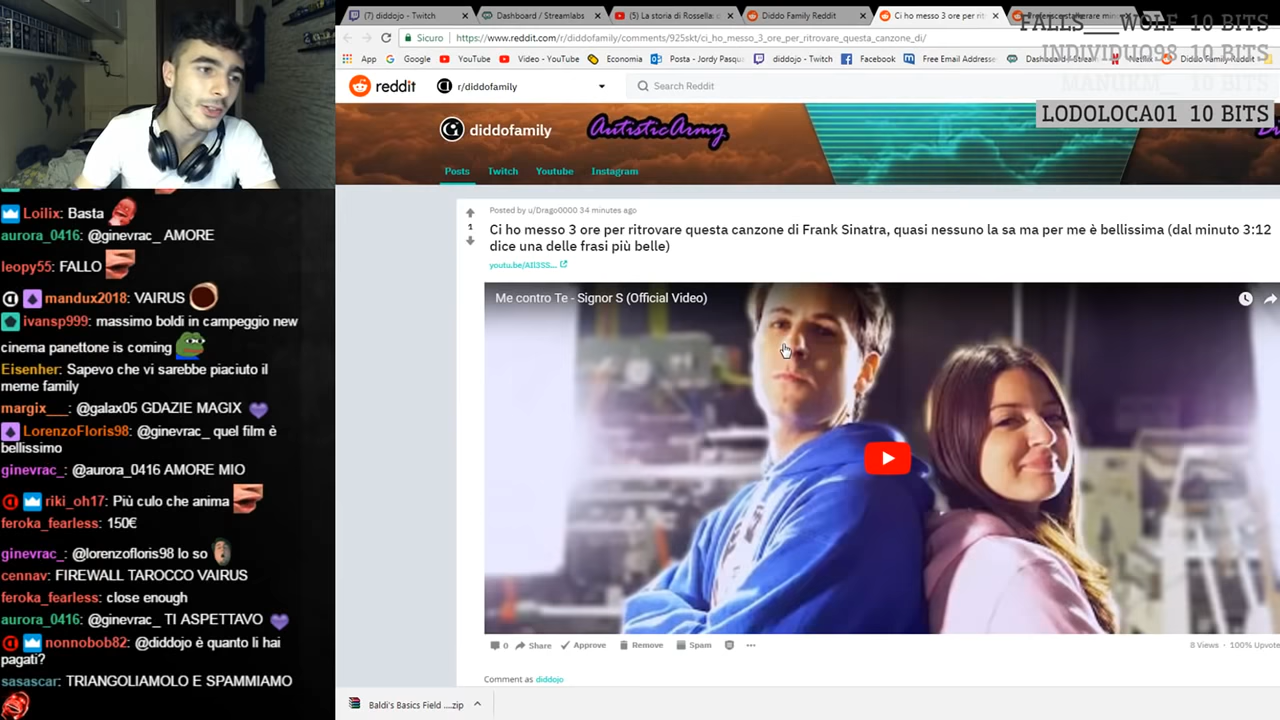 (7) diddojo - Twitch
Dashboard / Streamlabs
(5) La storia di Rossella:
Diddo Family Reddit
Ci ho messo 3 ore per ri
FALLS___WOLF 10 BITS
INDIVIDUO98 10 BITS
MANUKM__ 10 BITS
LODOLOCA01 10 BITS
Sicuro
https://www.reddit.com/r/diddofamily/comments/925skt/ci_ho_messo_3_ore_per_ritrovare_questa_canzone_di/
App
Google
YouTube
Video - YouTube
Economia
Posta - Jordy Pasqu
diddojo - Twitch
Facebook
Free Email Addresse
reddit
r/diddofamily
Search Reddit
diddofamily
AutisticArmy
Posts
Twitch
Youtube
Instagram
Posted by u/Drago0000 34 minutes ago
1
Ci ho messo 3 ore per ritrovare questa canzone di Frank Sinatra, quasi nessuno la sa ma per me è bellissima (dal minuto 3:12
dice una delle frasi più belle)
youtu.be/AIl3SS...
Me contro Te - Signor S (Official Video)
0
Share
Approve
Remove
Spam
8 Views · 100% Upvote
Comment as diddojo
Baldi's Basics Field ....zip
Loilix: Basta
aurora_0416: @ginevrac_ AMORE
leopy55: FALLO
mandux2018: VAIRUS
ivansp999: massimo boldi in campeggio new
cinema panettone is coming
Eisenher: Sapevo che vi sarebbe piaciuto il
meme family
margix___: @galax05 GDAZIE MAGIX
LorenzoFloris98: @ginevrac_ quel film è
bellissimo
ginevrac_: @aurora_0416 AMORE MIO
riki_oh17: Più culo che anima
feroka_fearless: 150€
ginevrac_: @lorenzofloris98 lo so
cennav: FIREWALL TAROCCO VAIRUS
feroka_fearless: close enough
aurora_0416: @ginevrac_ TI ASPETTAVO
nonnobob82: @diddojo è quanto li hai
pagati?
sasascar: TRIANGOLIAMOLO E SPAMMIAMO